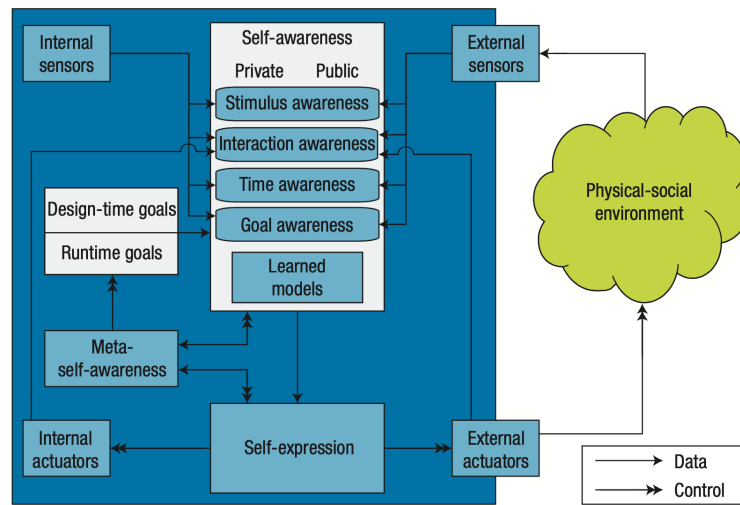 Internal
sensors
Self-awareness
Private Public
Stimulus awareness
Interaction awareness
Time awareness
Goal awareness
Learned
models
External
sensors
Physical-social
environment
Design-time goals
Runtime goals
Meta-
self-awareness
Internal
actuators
Self-expression
External
actuators
Data
Control